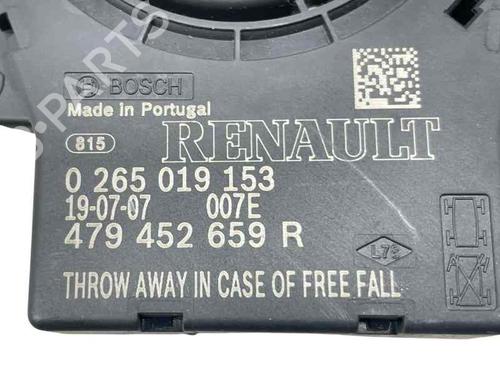 BOSCH
Made in Portugal
815
RENAULT
0 265 019 153
19-07-07 007E
479 452 659 R
THROW AWAY IN CASE OF FREE FALL